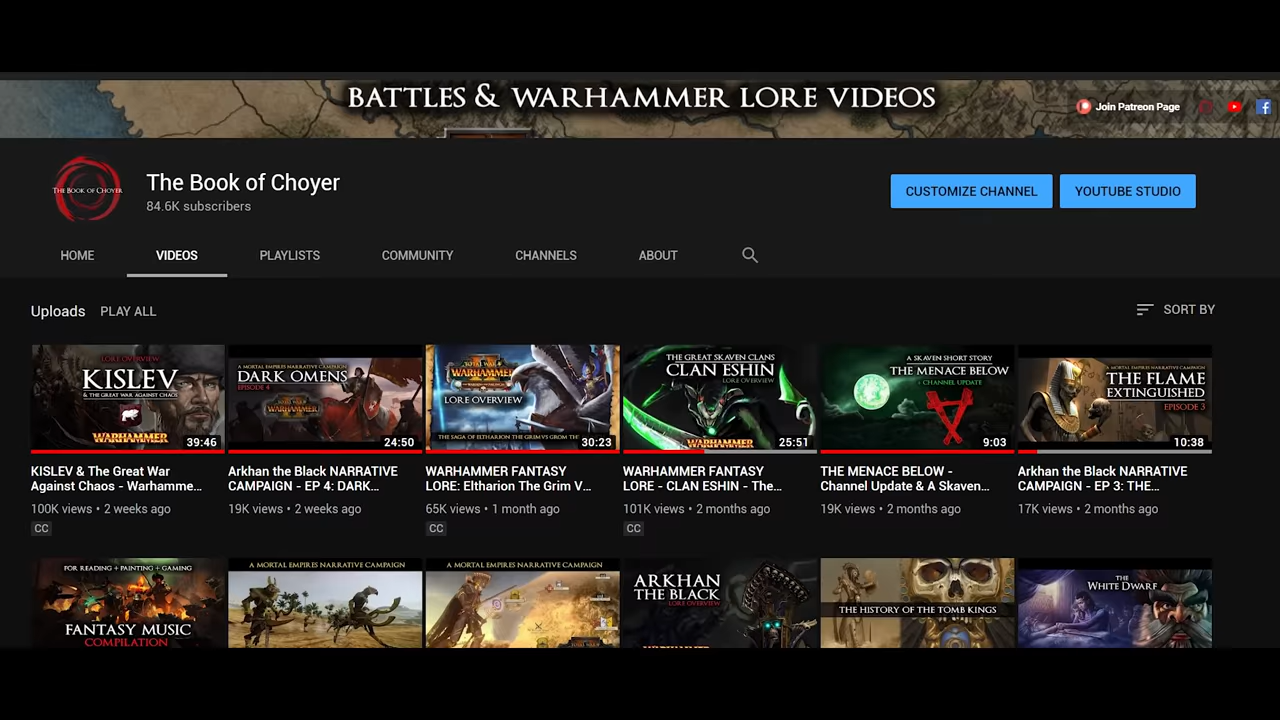 BATTLES & WARHAMMER LORE VIDEOS
Join Patreon Page
THE BOOK OF CHOYER
The Book of Choyer
84.6K subscribers
CUSTOMIZE CHANNEL
YOUTUBE STUDIO
HOME
VIDEOS
PLAYLISTS
COMMUNITY
CHANNELS
ABOUT
Uploads
PLAY ALL
SORT BY
LORE OVERVIEW
KISLEV
& THE GREAT WAR AGAINST CHAOS
WARHAMMER
39:46
KISLEV & The Great War
Against Chaos - Warhamme...
100K views • 2 weeks ago
CC
A MORTAL EMPIRES NARRATIVE CAMPAIGN
DARK OMENS
EPISODE 4
WARHAMMER
24:50
Arkhan the Black NARRATIVE
CAMPAIGN - EP 4: DARK...
19K views • 2 weeks ago
TOTAL WAR
WARHAMMER
LORE OVERVIEW
THE SAGA OF ELTHARION THE GRIM VS GROM THE
30:23
WARHAMMER FANTASY
LORE: Eltharion The Grim V...
65K views • 1 month ago
CC
THE GREAT SKAVEN CLANS
CLAN ESHIN
LORE OVERVIEW
WARHAMMER
25:51
WARHAMMER FANTASY
LORE - CLAN ESHIN - The...
101K views • 2 months ago
CC
A SKAVEN SHORT STORY
THE MENACE BELOW
+ CHANNEL UPDATE
9:03
THE MENACE BELOW -
Channel Update & A Skaven...
19K views • 2 months ago
A MORTAL EMPIRES NARRATIVE CAMPAIGN
THE FLAME
EXTINGUISHED
EPISODE 3
10:38
Arkhan the Black NARRATIVE
CAMPAIGN - EP 3: THE...
17K views • 2 months ago
FOR READING + PAINTING + GAMING
FANTASY MUSIC
COMPILATION
A MORTAL EMPIRES NARRATIVE CAMPAIGN
A MORTAL EMPIRES NARRATIVE CAMPAIGN
ARKHAN
THE BLACK
LORE OVERVIEW
WARHAMMER
THE HISTORY OF THE TOMB KINGS
THE
WHITE DWARF